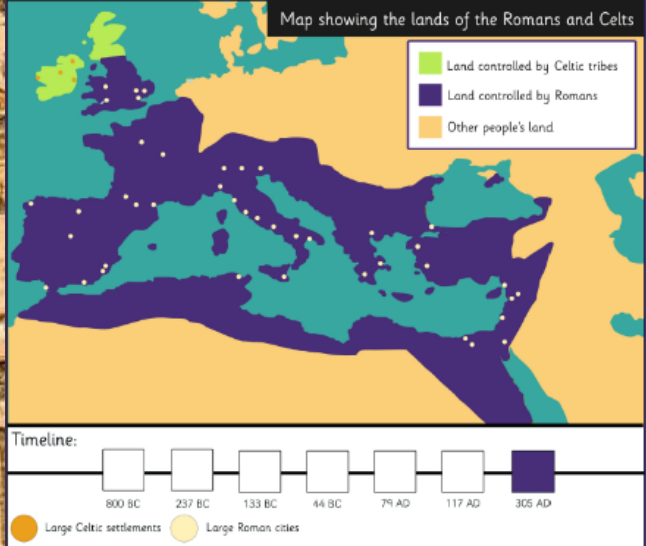 Map showing the lands of the Romans and Celts
Land controlled by Celtic tribes
Land controlled by Romans
Other people's land
Timeline:
800 BC 237 BC 133 BC 44 BC 79 AD 117 AD 305 AD
Large Celtic settlements Large Roman cities